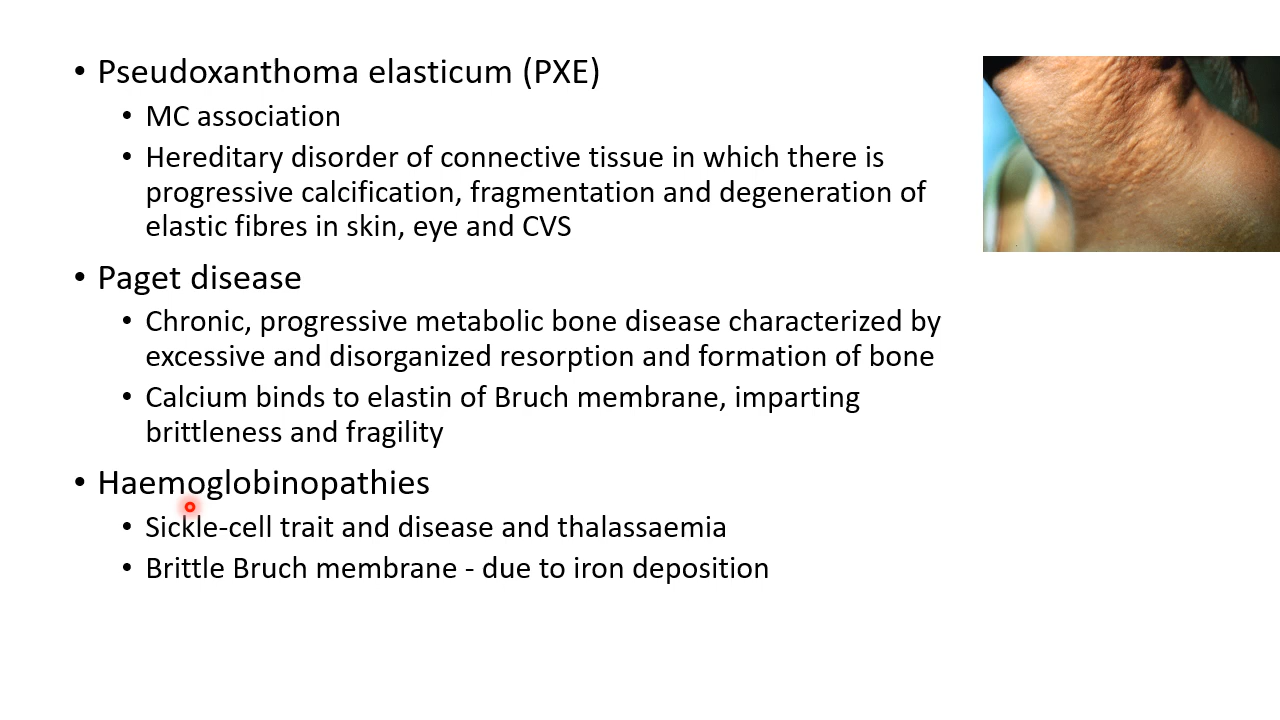 • Pseudoxanthoma elasticum (PXE)
• MC association
• Hereditary disorder of connective tissue in which there is
progressive calcification, fragmentation and degeneration of
elastic fibres in skin, eye and CVS
• Paget disease
• Chronic, progressive metabolic bone disease characterized by
excessive and disorganized resorption and formation of bone
• Calcium binds to elastin of Bruch membrane, imparting
brittleness and fragility
• Haemoglobinopathies
• Sickle-cell trait and disease and thalassaemia
• Brittle Bruch membrane - due to iron deposition